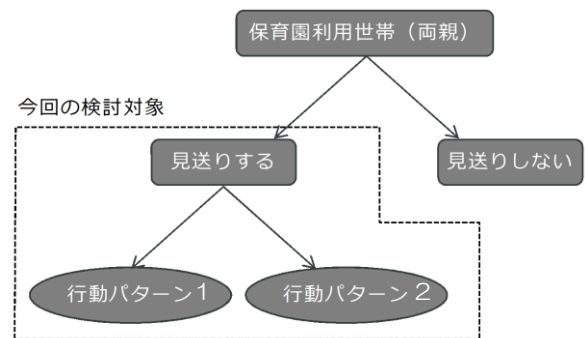 保育園利用世帯（両親）
今回の検討対象
見送りする
見送りしない
行動パターン1
行動パターン2